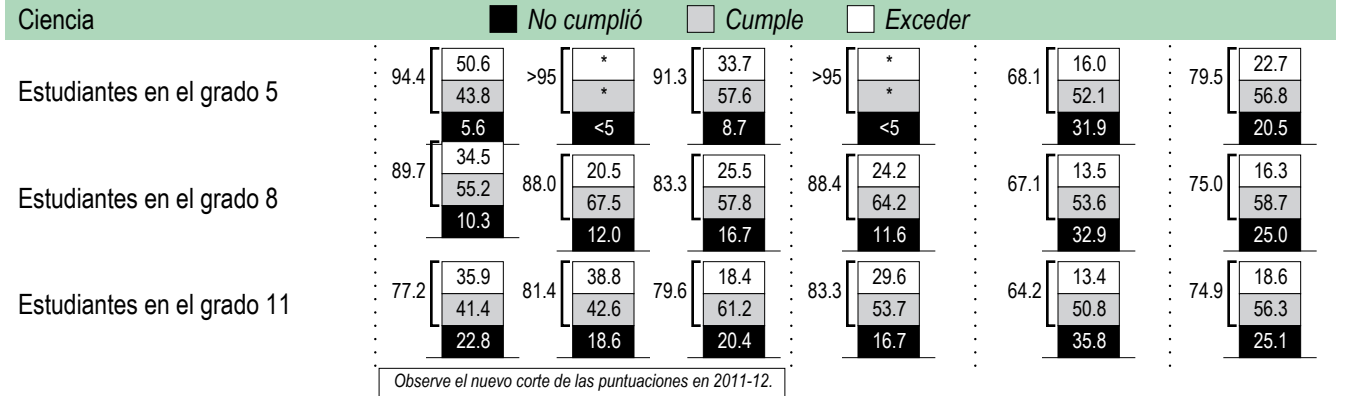 Ciencia No cumplió Cumple Exceder
Estudiantes en el grado 5
94.4 50.6 43.8 5.6
>95 * * <5
91.3 33.7 57.6 8.7
>95 * * <5
68.1 16.0 52.1 31.9
79.5 22.7 56.8 20.5
Estudiantes en el grado 8
89.7 34.5 55.2 10.3
88.0 20.5 67.5 12.0
83.3 25.5 57.8 16.7
88.4 24.2 64.2 11.6
67.1 13.5 53.6 32.9
75.0 16.3 58.7 25.0
Estudiantes en el grado 11
77.2 35.9 41.4 22.8
81.4 38.8 42.6 18.6
79.6 18.4 61.2 20.4
83.3 29.6 53.7 16.7
64.2 13.4 50.8 35.8
74.9 18.6 56.3 25.1
Observe el nuevo corte de las puntuaciones en 2011-12.